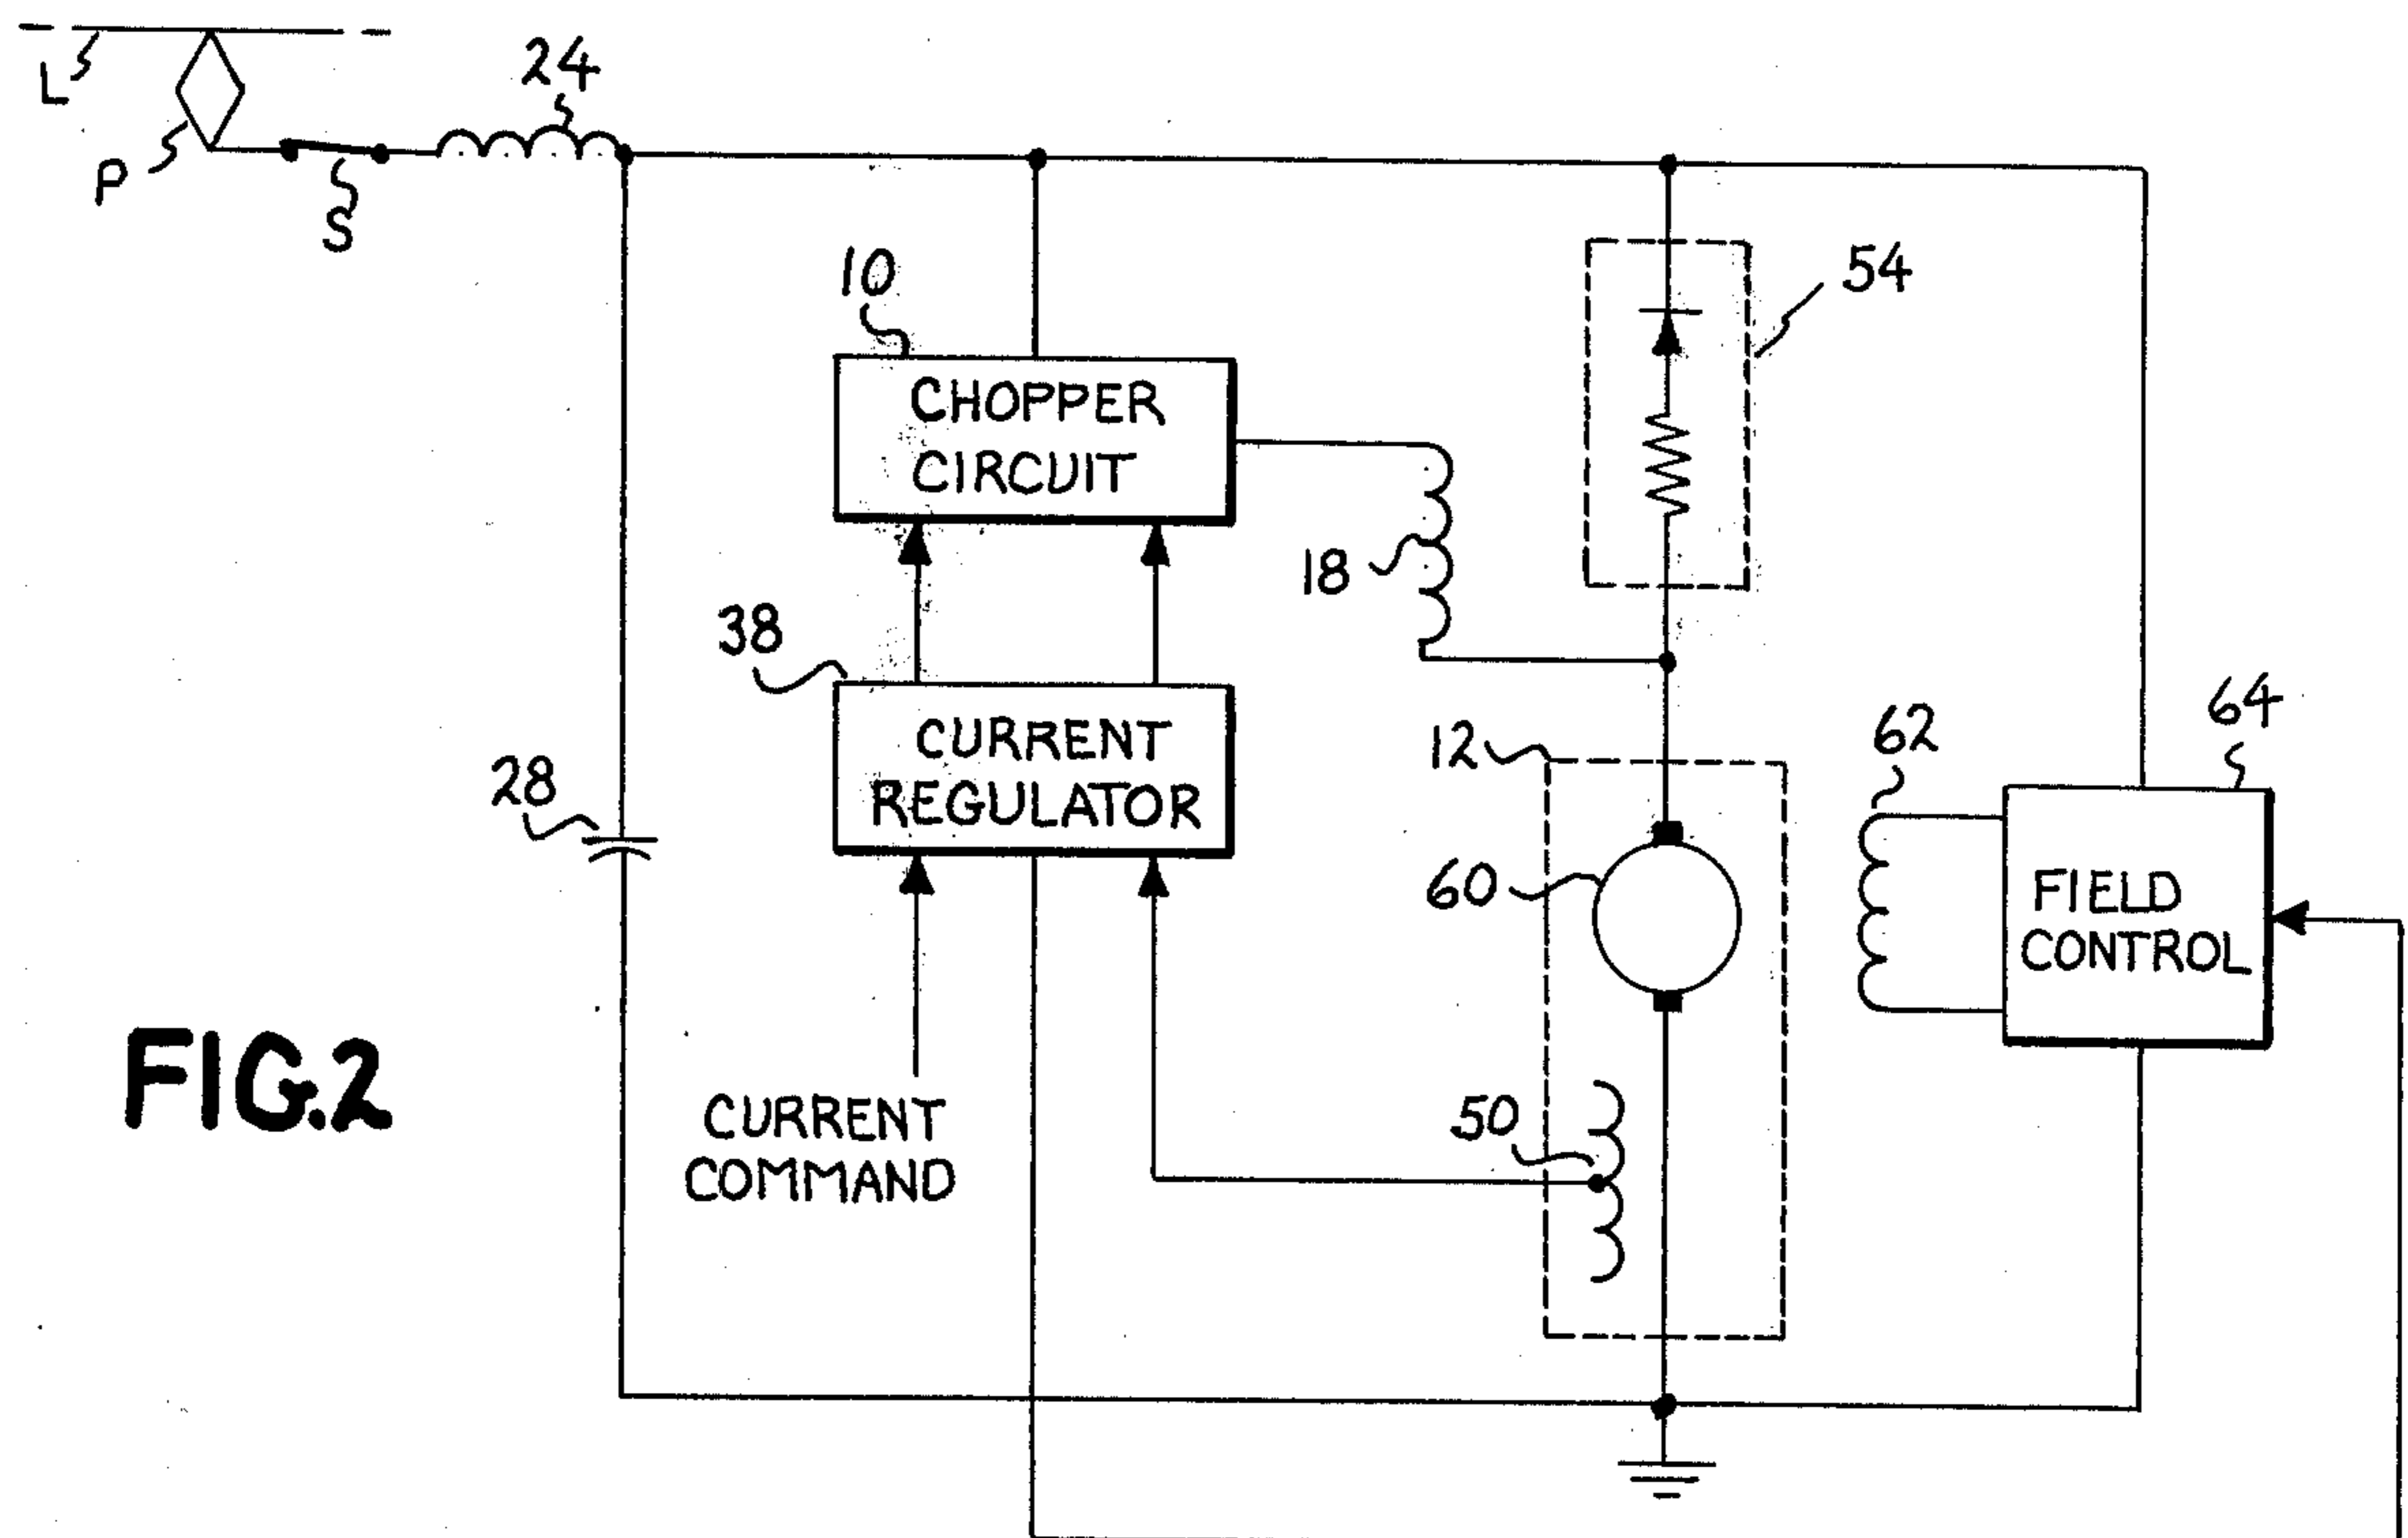 L
P
S
24
10
CHOPPER
CIRCUIT
54
18
38
CURRENT
REGULATOR
28
12
62
64
60
FIELD
CONTROL
FIG.2
CURRENT
COMMAND
50